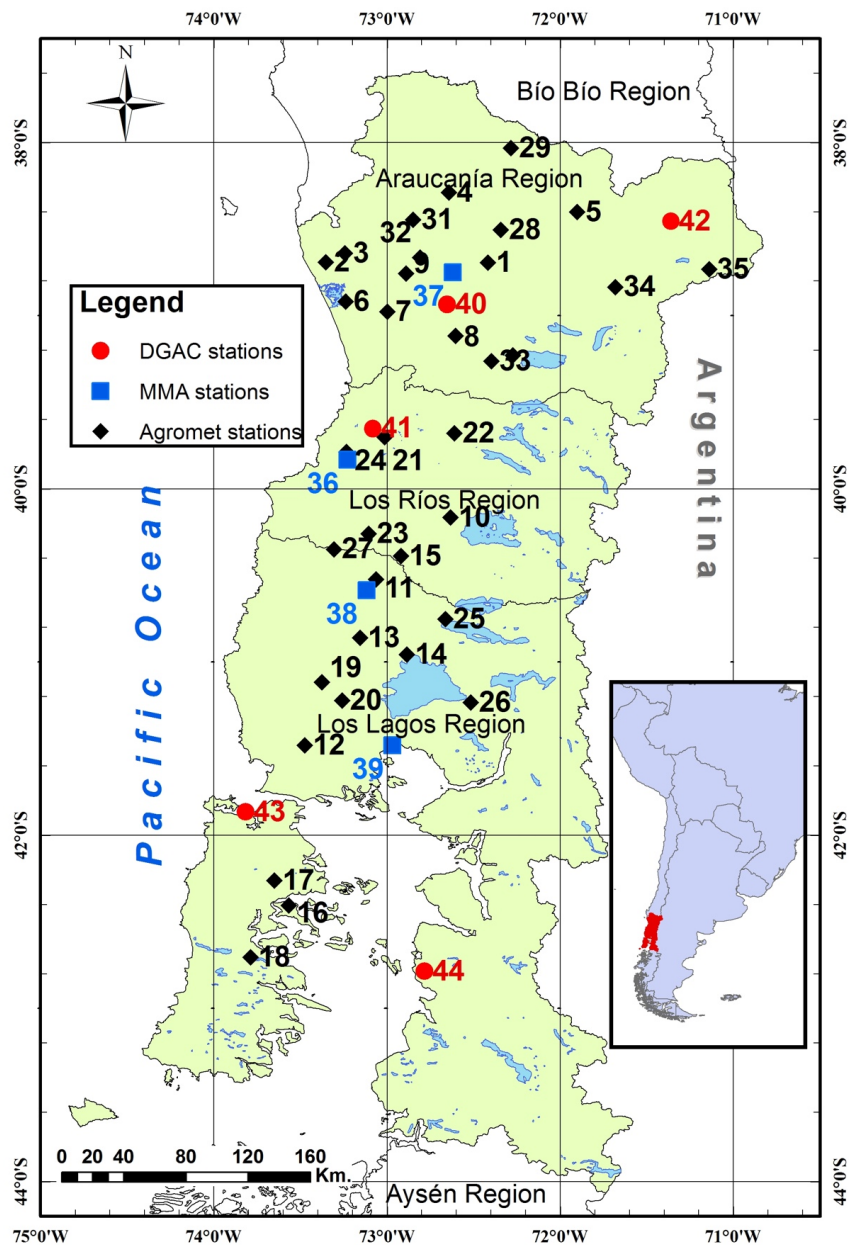 74°0'W 73°0'W 72°0'W 71°0'W
N
Bío Bío Region
38°0'S 38°0'S
29
Araucanía Region
4
5
31
42
32
28
3
2
9
1
35
37
34
6
40
7
Legend
8
33
DGAC stations
MMA stations
Agromet stations
Argentina
41
22
24 21
36
Los Ríos Region
40°0'S 40°0'S
10
23
27
15
11
38
25
13
14
19
20
26
Los Lagos Region
12
39
Pacific Ocean
43
42°0'S 42°0'S
17
16
18
44
0 20 40 80 120 160
Km.
44°0'S 44°0'S
Aysén Region
75°0'W 74°0'W 73°0'W 72°0'W 71°0'W